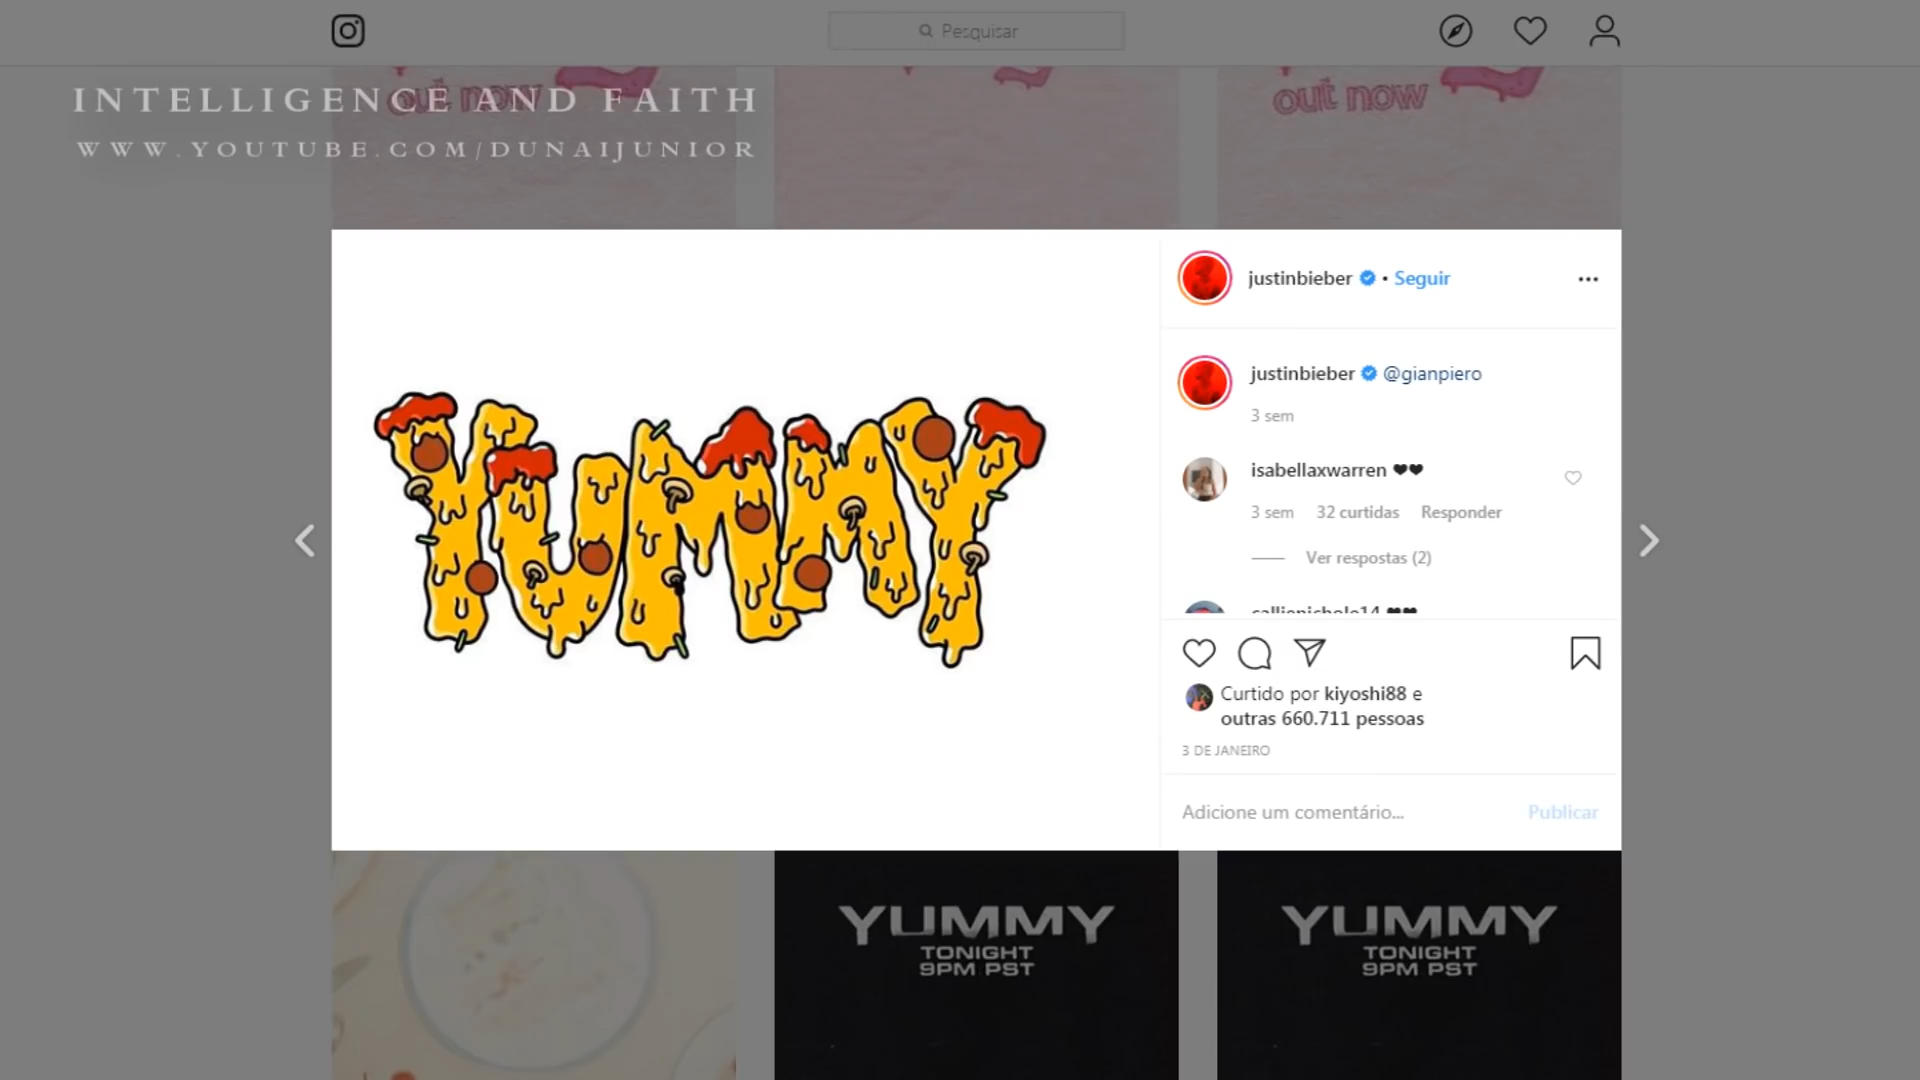 Pesquisar
INTELLIGENCE AND FAITH
WWW.YOUTUBE.COM/DUNAIJUNIOR
out now
out now
YUMMY
justinbieber • Seguir
justinbieber @gianpiero
3 sem
isabellaxwarren
3 sem 32 curtidas Responder
Ver respostas (2)
Curtido por kiyoshi88 e
outras 660.711 pessoas
3 DE JANEIRO
Adicione um comentário... Publicar
YUMMY
TONIGHT
9PM PST
YUMMY
TONIGHT
9PM PST